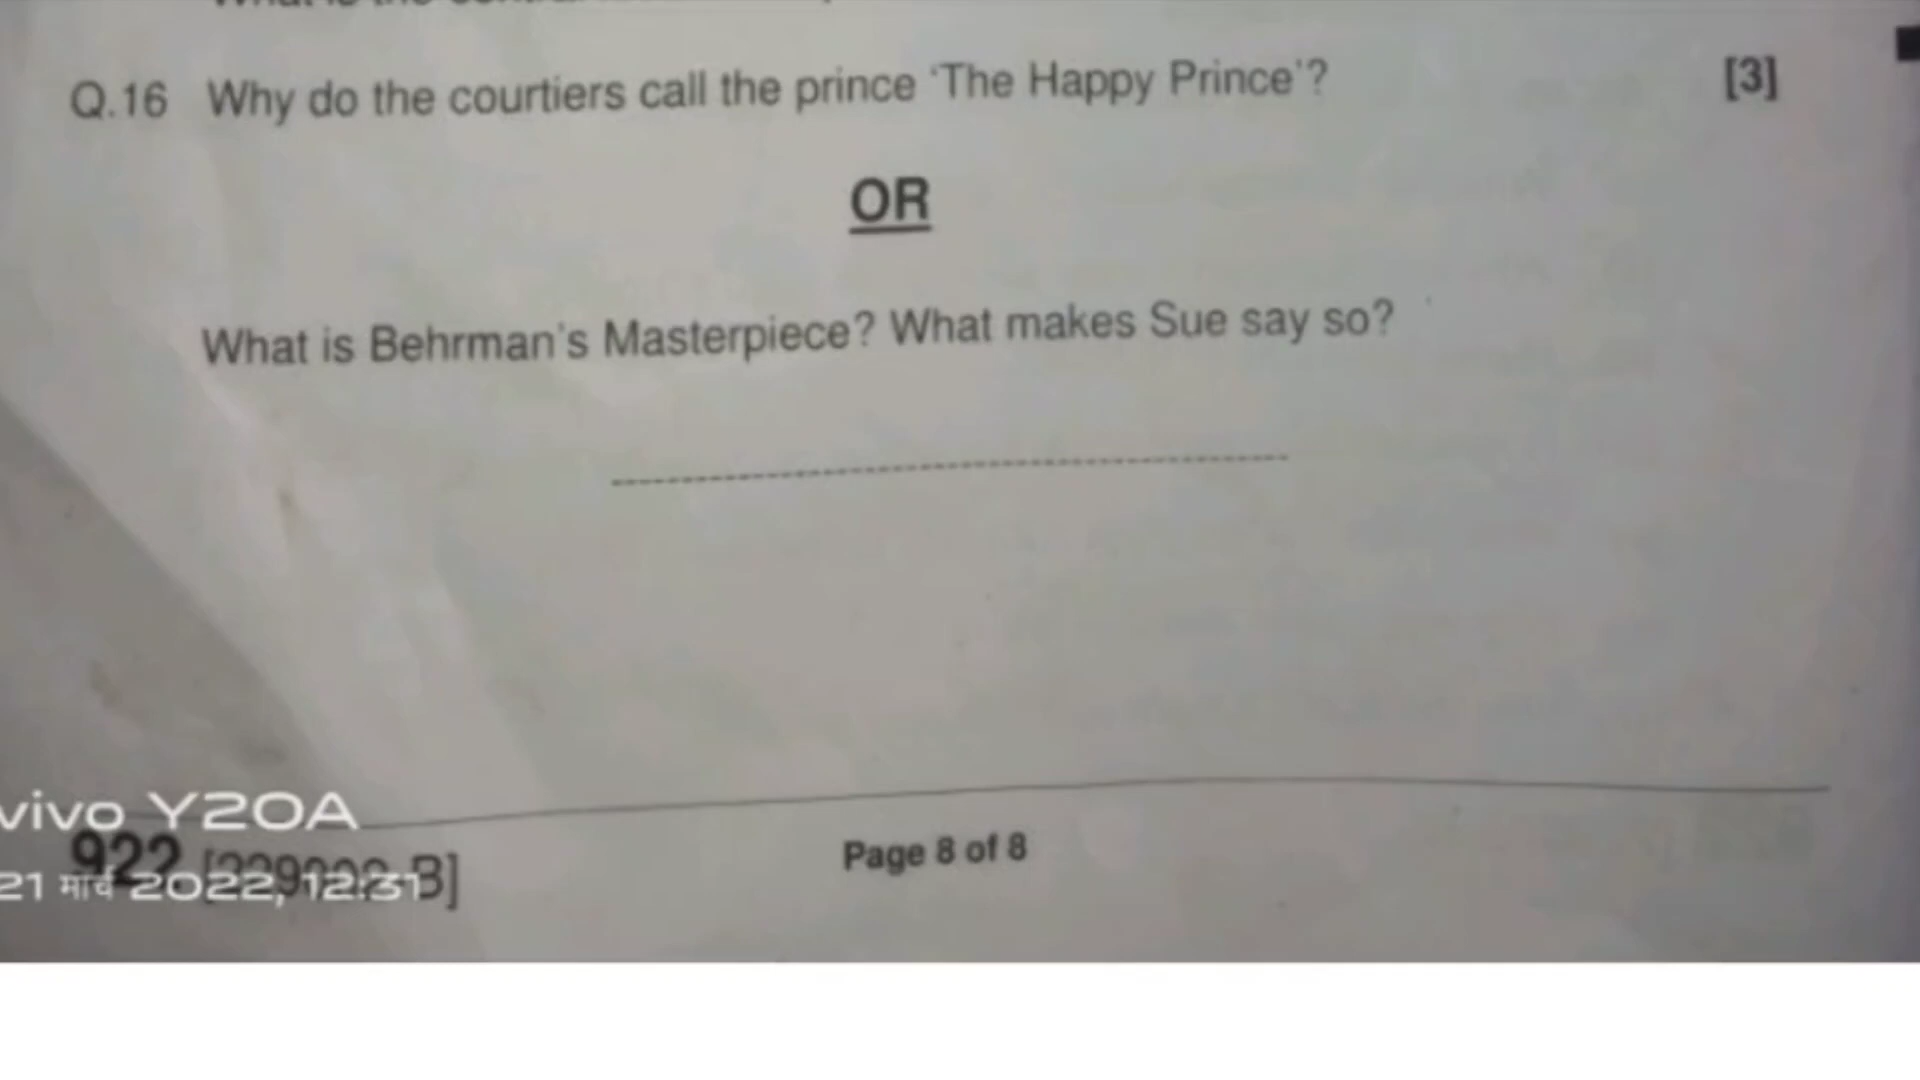 Q.16 Why do the courtiers call the prince 'The Happy Prince'? [3]
OR
What is Behrman's Masterpiece? What makes Sue say so?
vivo Y20A
922
Page 8 of 8
21 मार्च 2022, 12:31